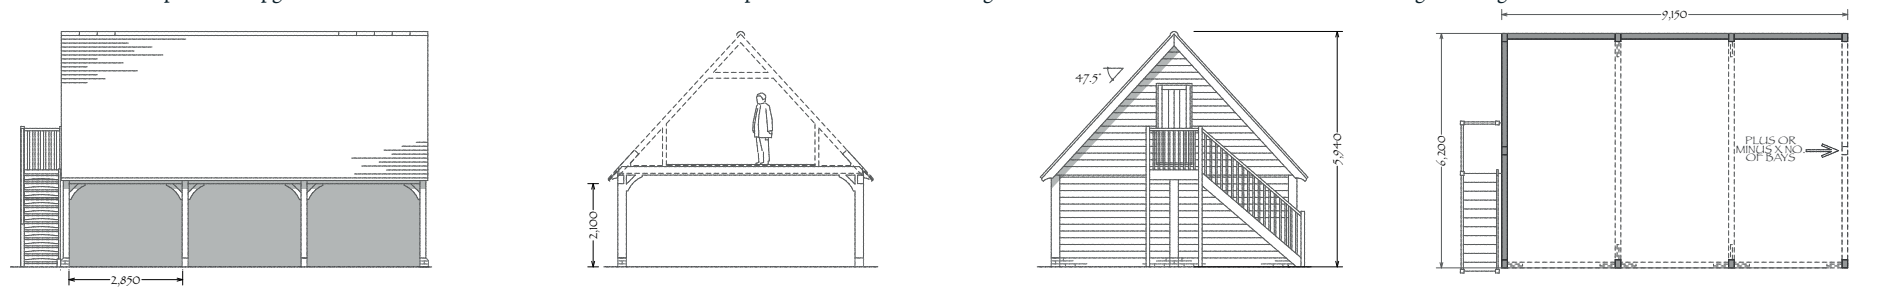 2,850
2,100
47.5°
5,940
9,150
6,200
PLUS OR
MINUS X NO.
OF BAYS